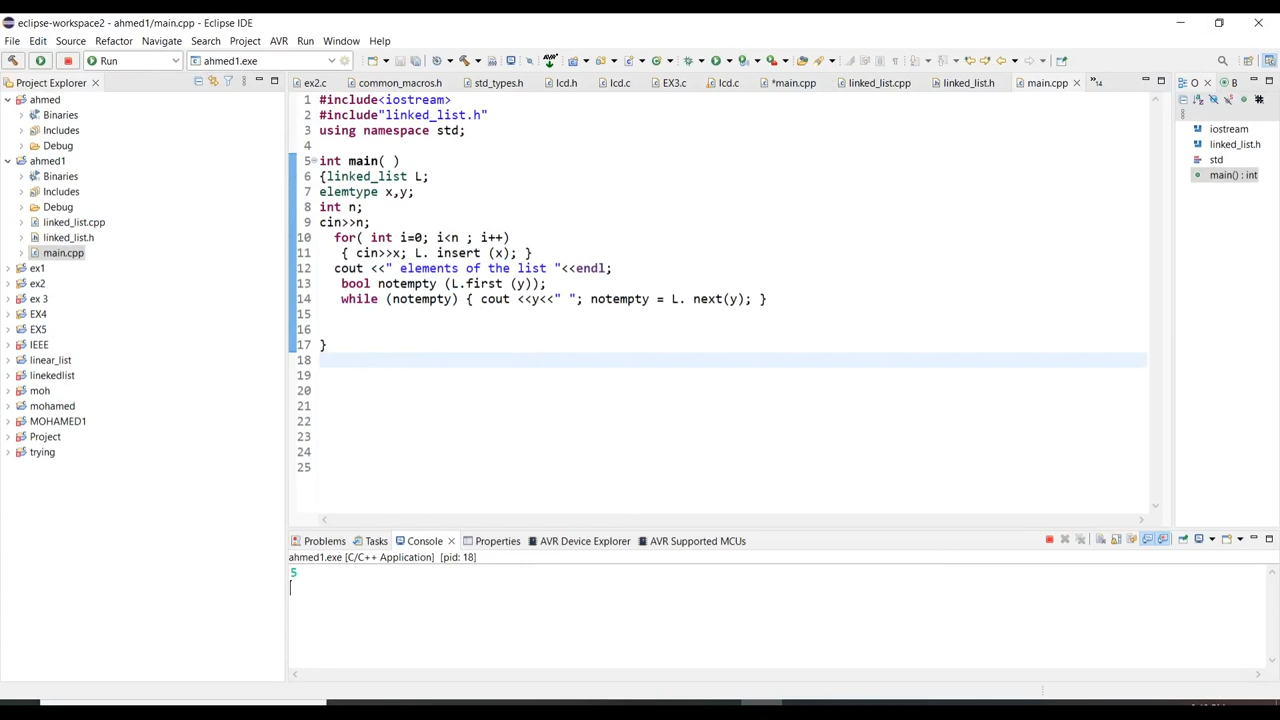 eclipse-workspace2 - ahmed1/main.cpp - Eclipse IDE
File Edit Source Refactor Navigate Search Project AVR Run Window Help
Run ahmed1.exe
Project Explorer
ex2.c common_macros.h std_types.h lcd.h lcd.c EX3.c lcd.c *main.cpp linked_list.cpp linked_list.h main.cpp »14
O B
ahmed
Binaries
Includes
Debug
ahmed1
Binaries
Includes
Debug
linked_list.cpp
linked_list.h
main.cpp
ex1
ex2
ex 3
EX4
EX5
IEEE
linear_list
linekedlist
moh
mohamed
MOHAMED1
Project
trying
1 #include<iostream>
2 #include"linked_list.h"
3 using namespace std;
4
5 int main( )
6 {linked_list L;
7 elemtype x,y;
8 int n;
9 cin>>n;
10 for( int i=0; i<n ; i++)
11 { cin>>x; L. insert (x); }
12 cout <<" elements of the list "<<endl;
13 bool notempty (L.first (y));
14 while (notempty) { cout <<y<<" "; notempty = L. next(y); }
15
16
17 }
18
19
20
21
22
23
24
25
iostream
linked_list.h
std
main() : int
Problems Tasks Console Properties AVR Device Explorer AVR Supported MCUs
ahmed1.exe [C/C++ Application] [pid: 18]
5